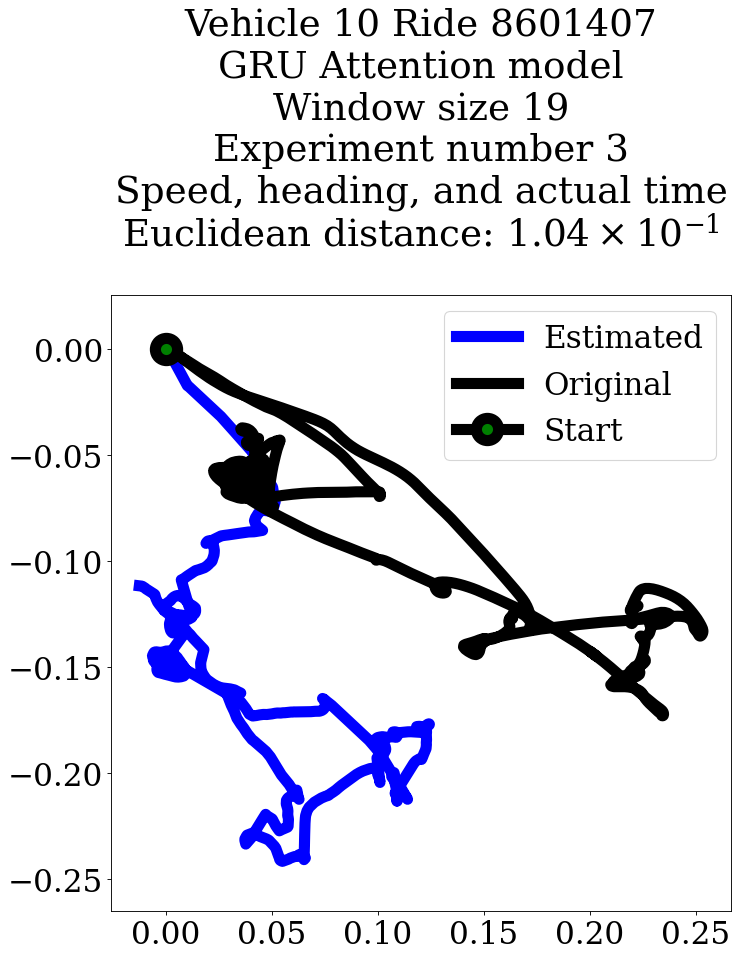 Vehicle 10 Ride 8601407
GRU Attention model
Window size 19
Experiment number 3
Speed, heading, and actual time
Euclidean distance: 1.04 × 10⁻¹
Estimated
Original
Start
0.00
−0.05
−0.10
−0.15
−0.20
−0.25
0.00 0.05 0.10 0.15 0.20 0.25